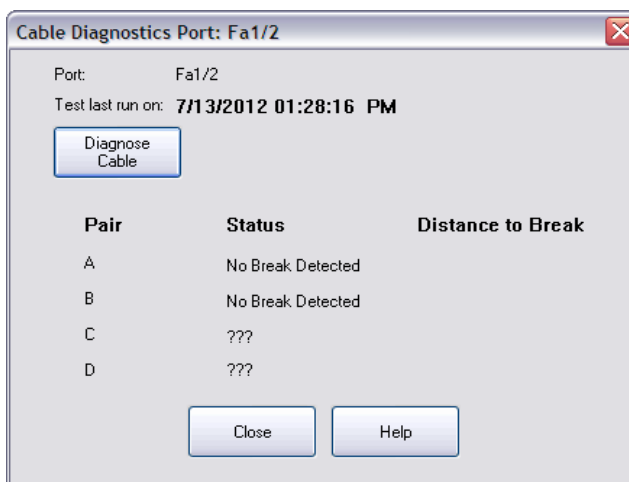 Cable Diagnostics Port: Fa1/2
Port: Fa1/2
Test last run on: 7/13/2012 01:28:16 PM
Diagnose
Cable
Pair Status Distance to Break
A No Break Detected
B No Break Detected
C ???
D ???
Close Help